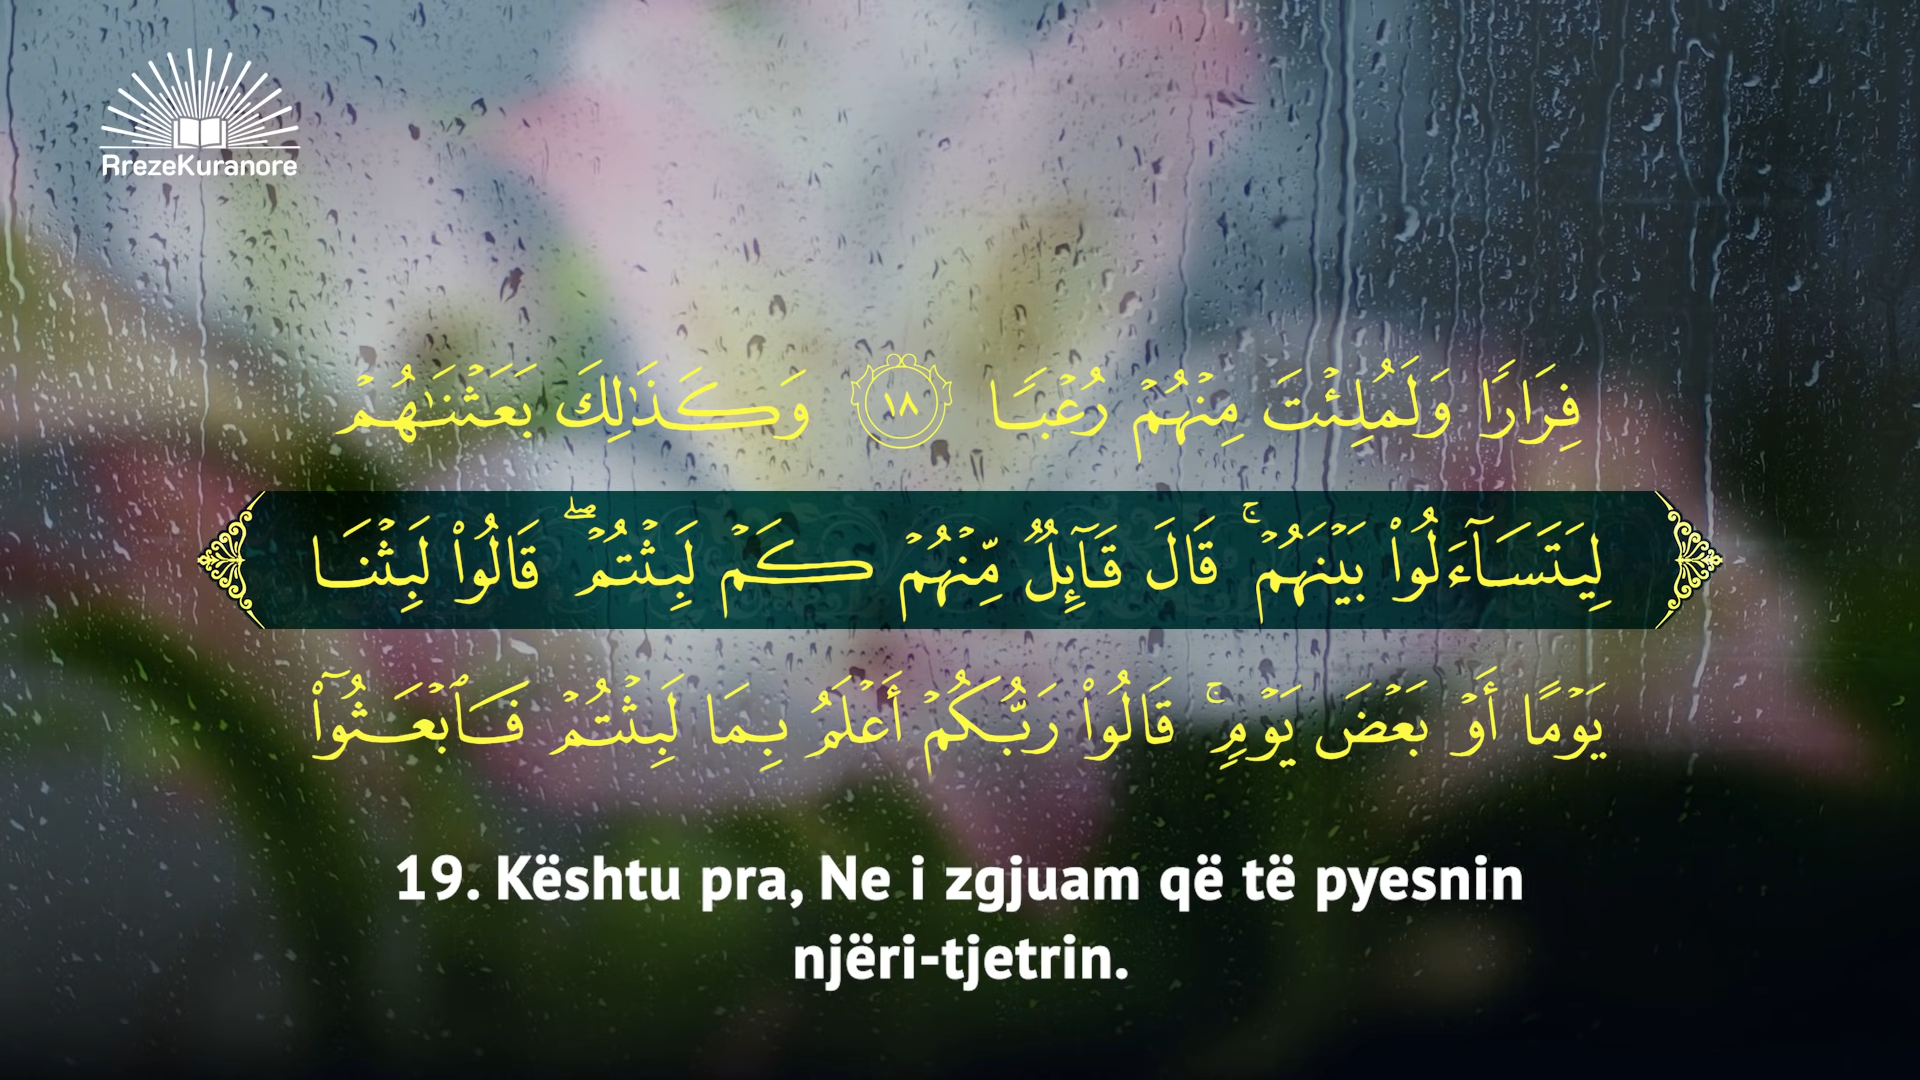 RrezeKuranore
فِرَارًا وَلَمُلِئْتَ مِنْهُمْ رُعْبًا ١٨ وَكَذَٰلِكَ بَعَثْنَٰهُمْ
لِيَتَسَآءَلُوا۟ بَيْنَهُمْ ۚ قَالَ قَآئِلٌ مِّنْهُمْ كَمْ لَبِثْتُمْ ۖ قَالُوا۟ لَبِثْنَا
يَوْمًا أَوْ بَعْضَ يَوْمٍ ۚ قَالُوا۟ رَبُّكُمْ أَعْلَمُ بِمَا لَبِثْتُمْ فَٱبْعَثُوٓا۟
19. Kështu pra, Ne i zgjuam që të pyesnin
njëri-tjetrin.